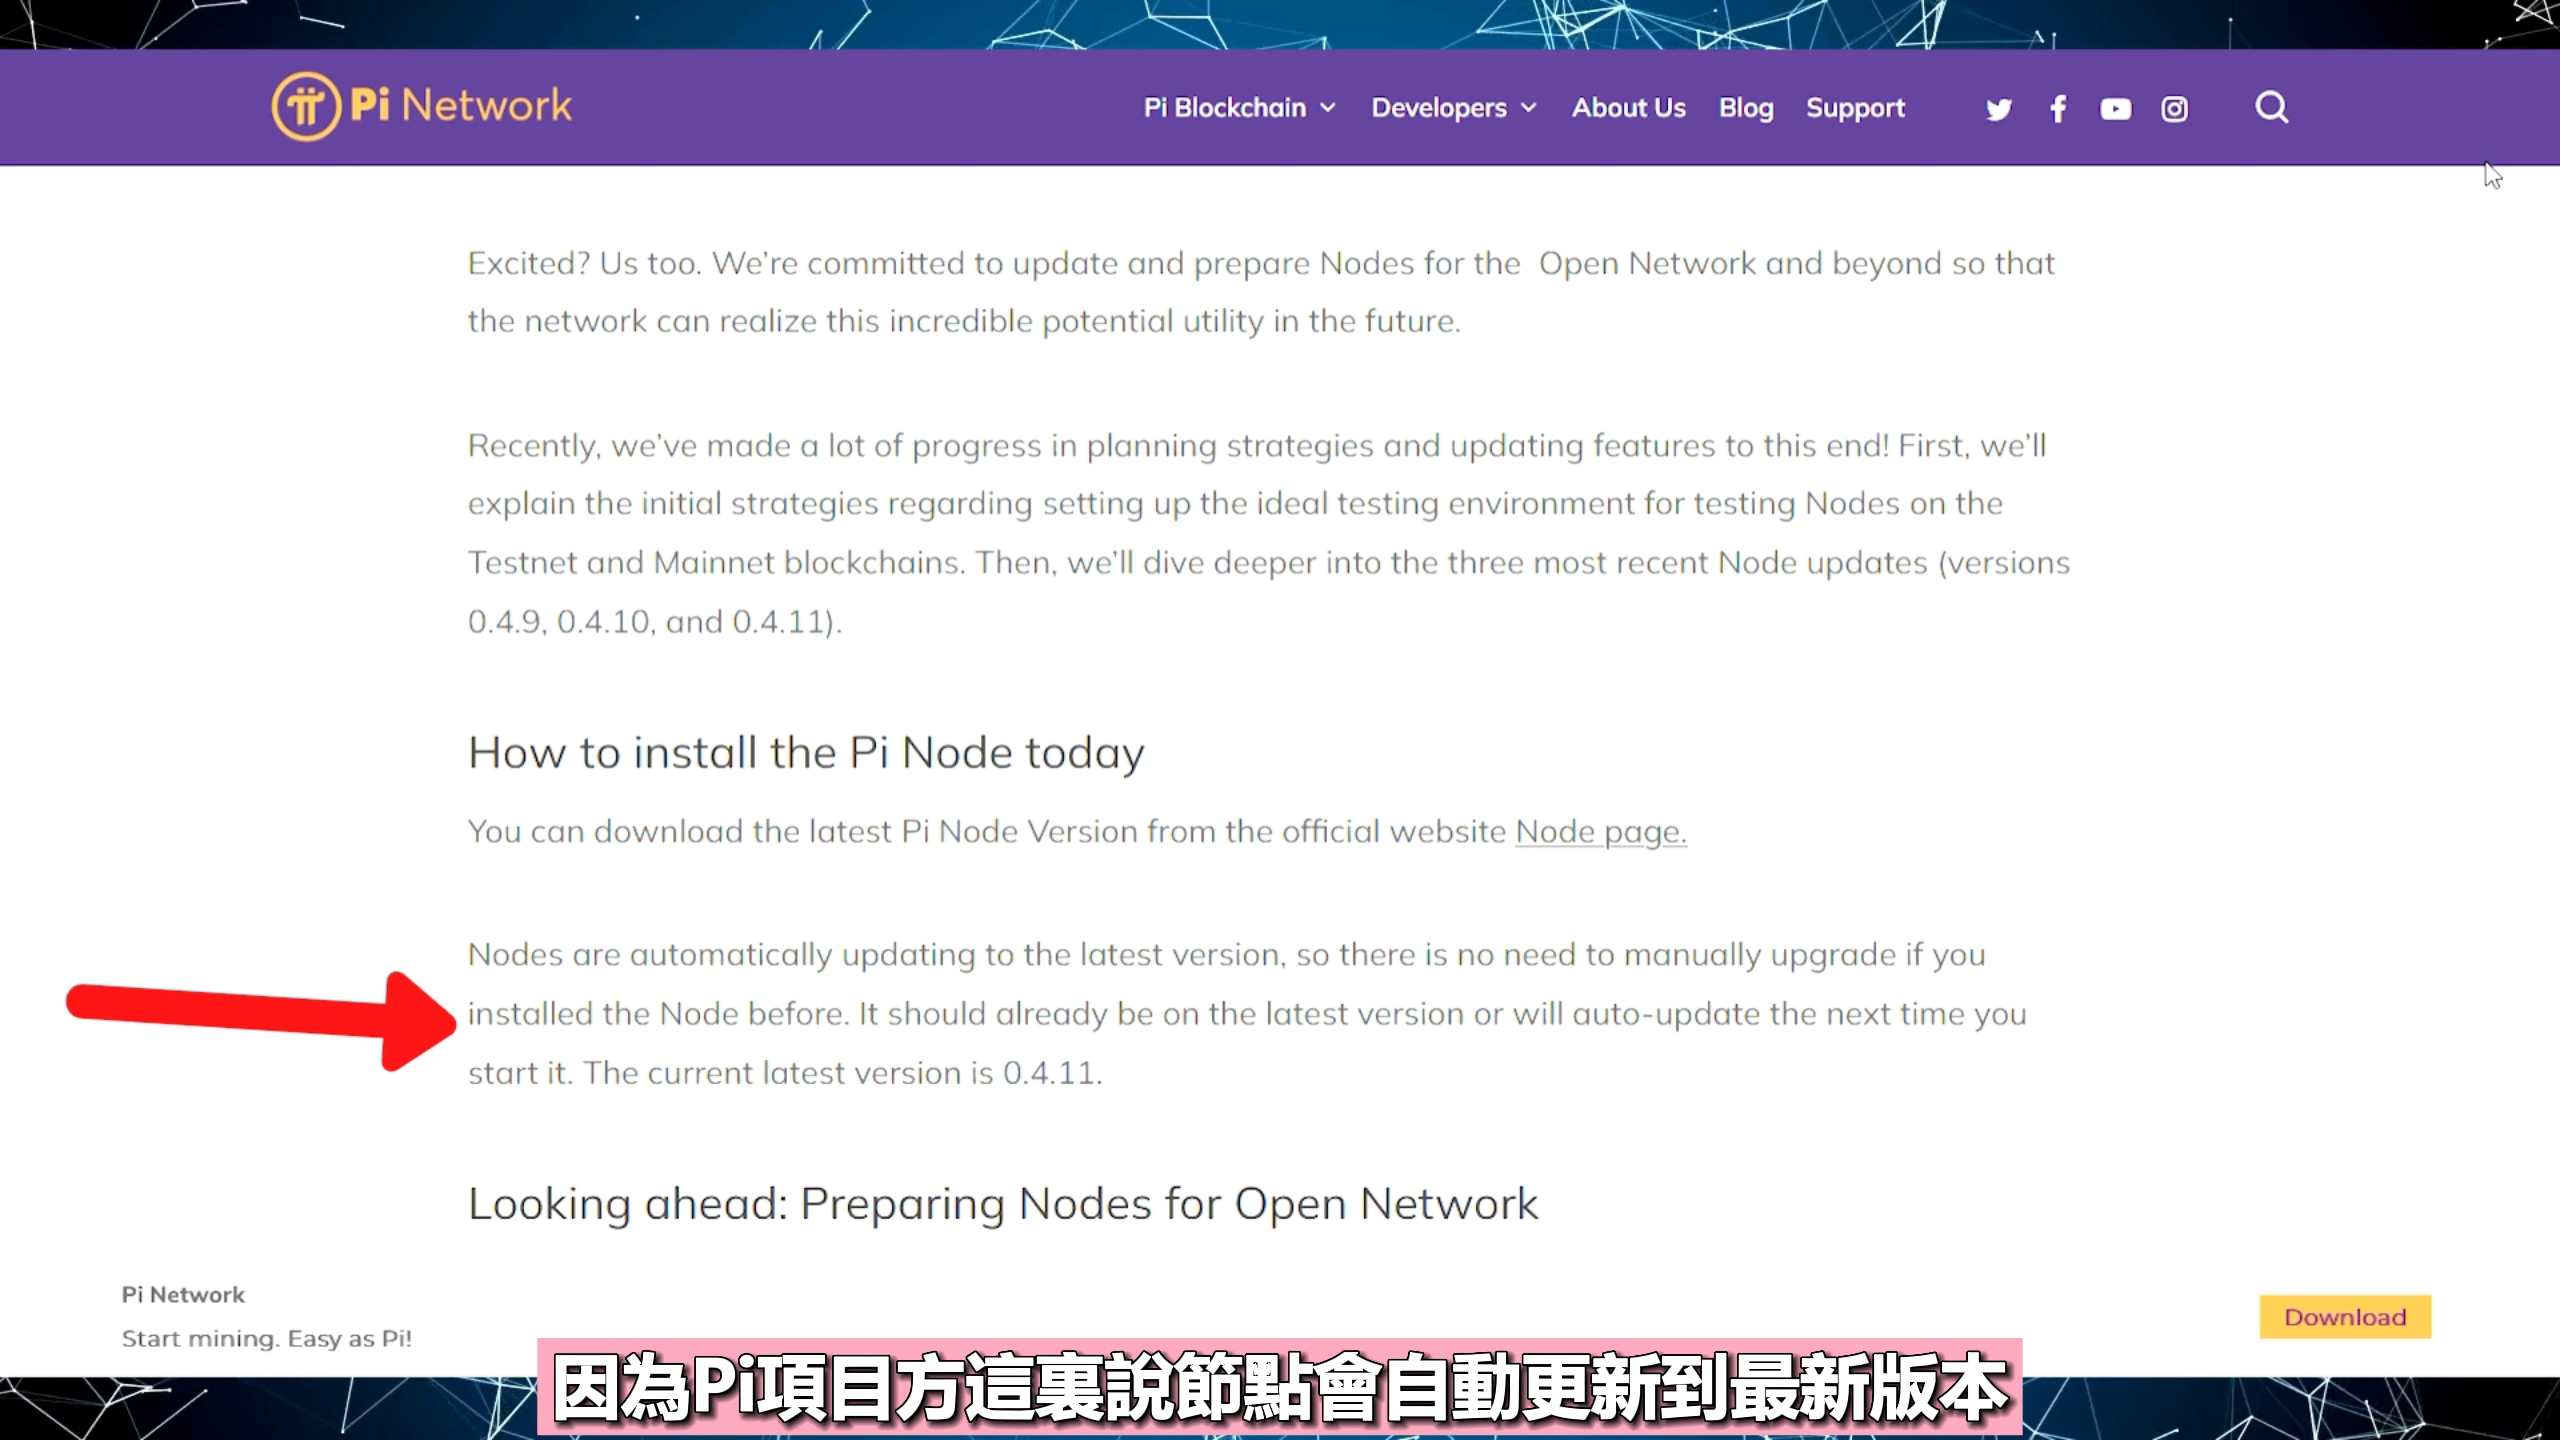 Pi Network
Pi Blockchain
Developers
About Us
Blog
Support
Excited? Us too. We're committed to update and prepare Nodes for the Open Network and beyond so that
the network can realize this incredible potential utility in the future.
Recently, we've made a lot of progress in planning strategies and updating features to this end! First, we'll
explain the initial strategies regarding setting up the ideal testing environment for testing Nodes on the
Testnet and Mainnet blockchains. Then, we'll dive deeper into the three most recent Node updates (versions
0.4.9, 0.4.10, and 0.4.11).
How to install the Pi Node today
You can download the latest Pi Node Version from the official website Node page.
Nodes are automatically updating to the latest version, so there is no need to manually upgrade if you
installed the Node before. It should already be on the latest version or will auto-update the next time you
start it. The current latest version is 0.4.11.
Looking ahead: Preparing Nodes for Open Network
Pi Network
Start mining. Easy as Pi!
Download
因為Pi項目方這裏說節點會自動更新到最新版本